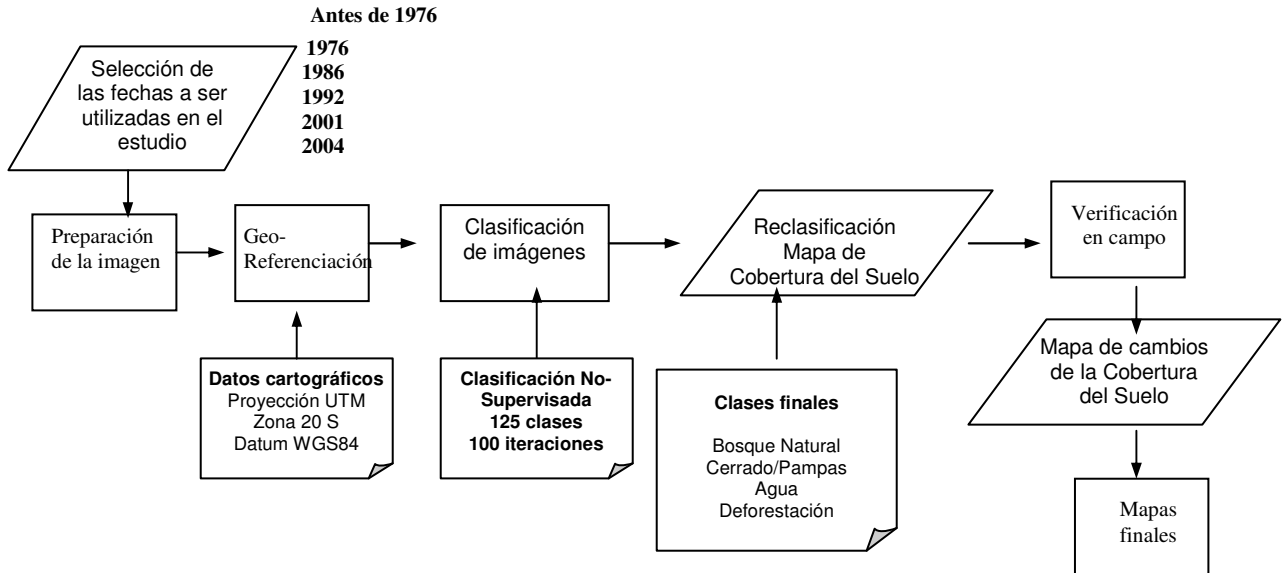 Antes de 1976
Selección de
las fechas a ser
utilizadas en el
estudio
1976
1986
1992
2001
2004
Preparación
de la imagen
Geo-
Referenciación
Clasificación
de imágenes
Reclasificación
Mapa de
Cobertura del Suelo
Verificación
en campo
Datos cartográficos
Proyección UTM
Zona 20 S
Datum WGS84
Clasificación No-
Supervisada
125 clases
100 iteraciones
Clases finales
Bosque Natural
Cerrado/Pampas
Agua
Deforestación
Mapa de cambios
de la Cobertura
del Suelo
Mapas
finales